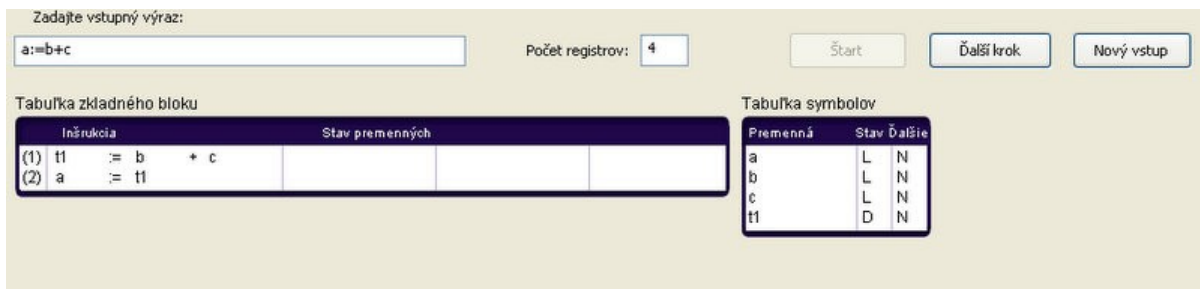 Zadajte vstupný výraz:
a:=b+c
Počet registrov: 4
Štart
Ďalší krok
Nový vstup
Tabuľka zkladného bloku
Inšrukcia Stav premenných
(1) t1 := b + c
(2) a := t1
Tabuľka symbolov
Premenná Stav Ďalšie
a L N
b L N
c L N
t1 D N